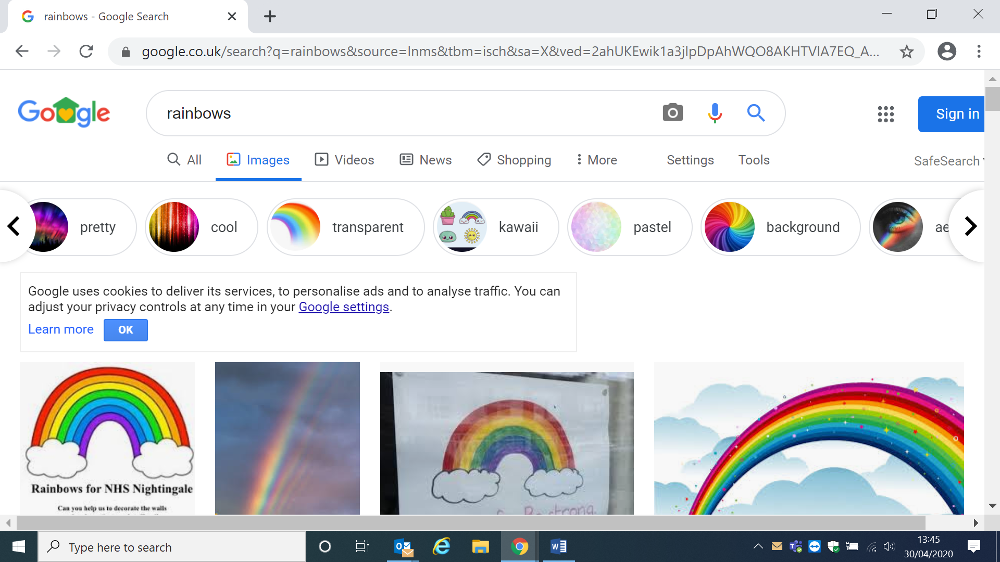 rainbows - Google Search
google.co.uk/search?q=rainbows&source=lnms&tbm=isch&sa=X&ved=2ahUKEwik1a3jlpDpAhWQO8AKHTVlA7EQ_A...
Google
rainbows
Sign in
All Images Videos News Shopping More Settings Tools SafeSearch
pretty cool transparent kawaii pastel background ae
Google uses cookies to deliver its services, to personalise ads and to analyse traffic. You can
adjust your privacy controls at any time in your Google settings.
Learn more OK
Rainbows for NHS Nightingale
Can you help us to decorate the walls
Be strong.
Type here to search
13:45
30/04/2020